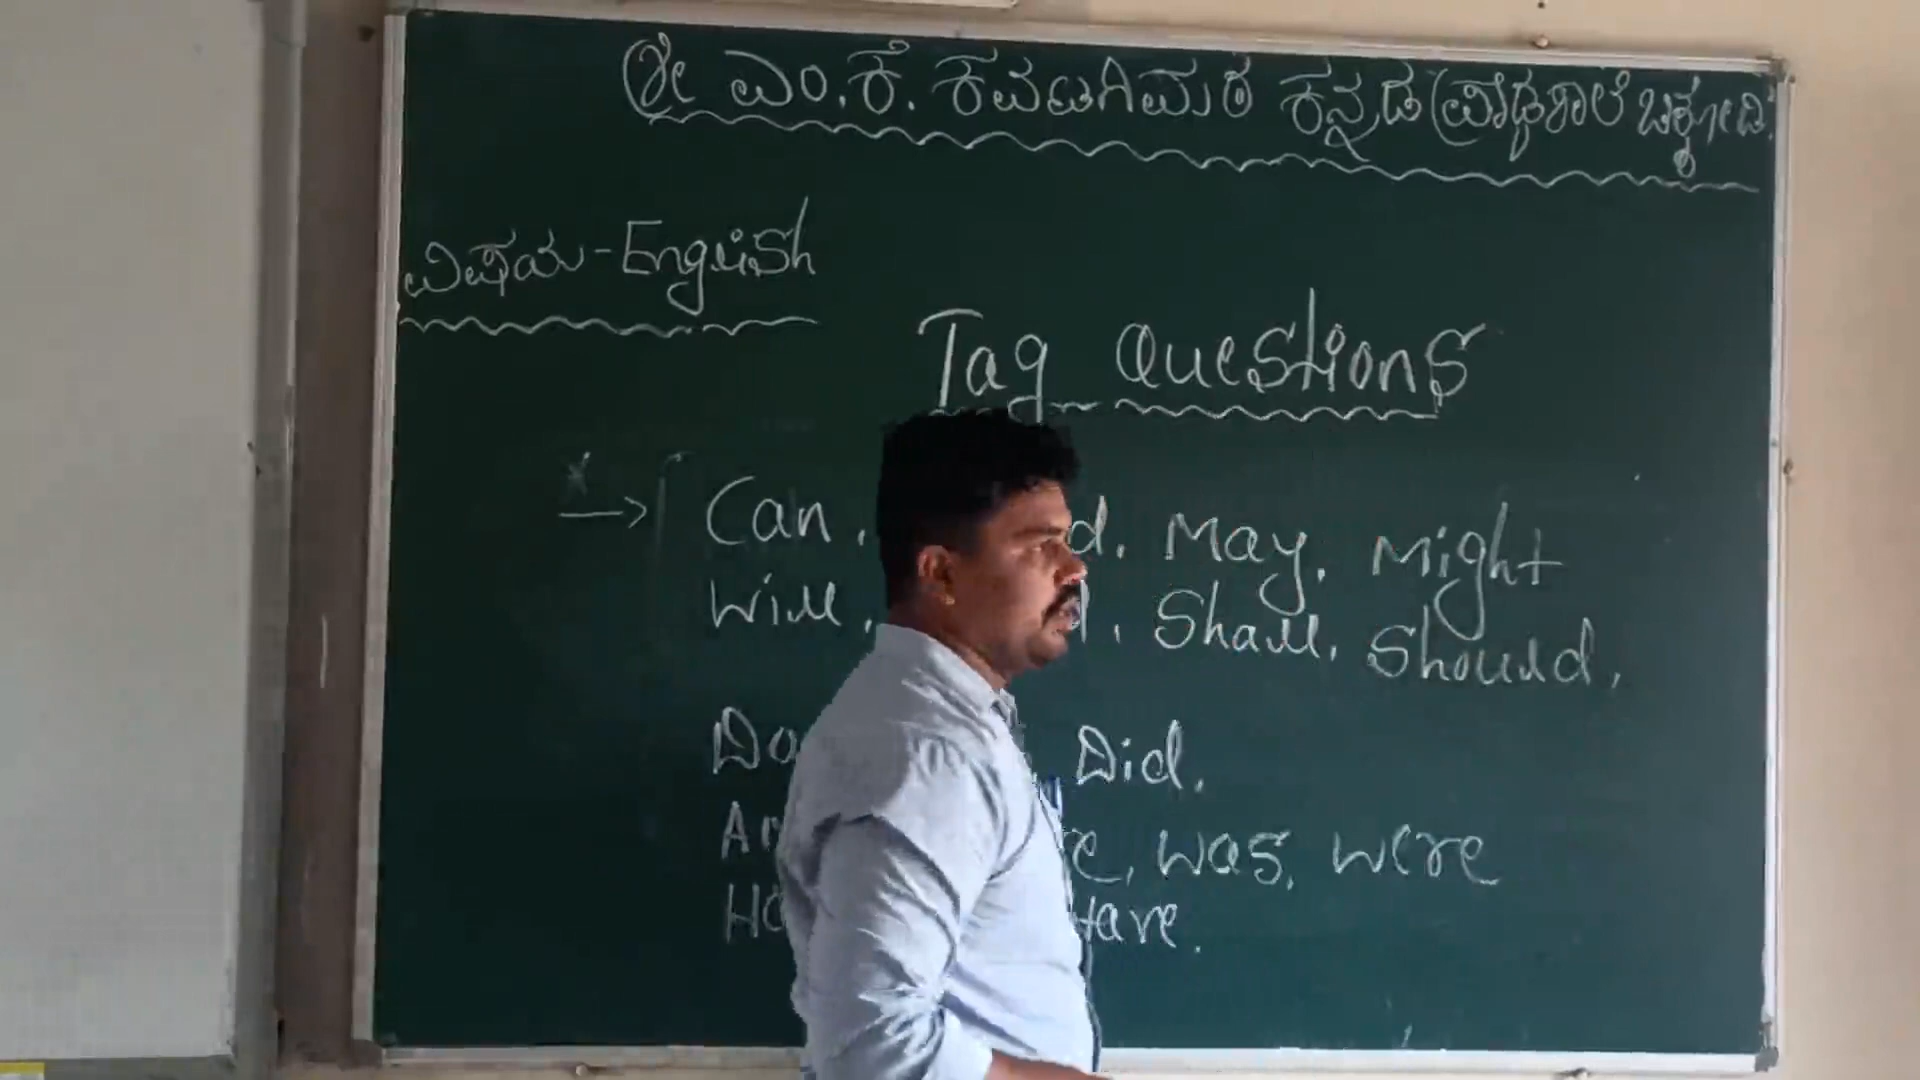 ಶ್ರೀ ಎಂ.ಕೆ. ಕವಟಗಿಮಠ ಕನ್ನಡ ಪ್ರಾಢಶಾಲೆ ಚಿಕ್ಕೋಡಿ.
ವಿಷಯ - English
Tag Questions
Can, May, Might
Will, Shall, Should,
Did.
Was, Were
Have.